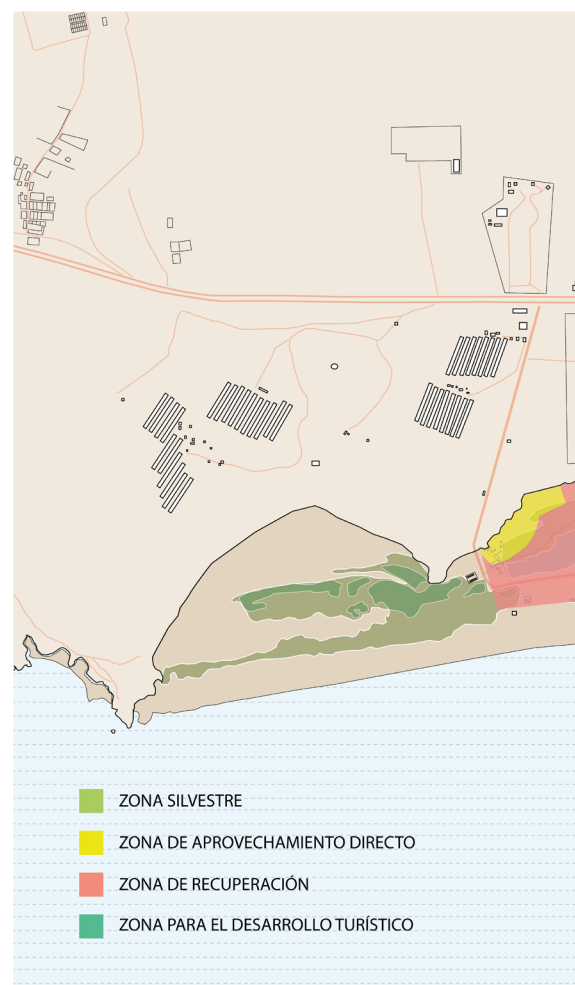 ZONA SILVESTRE
ZONA DE APROVECHAMIENTO DIRECTO
ZONA DE RECUPERACIÓN
ZONA PARA EL DESARROLLO TURÍSTICO